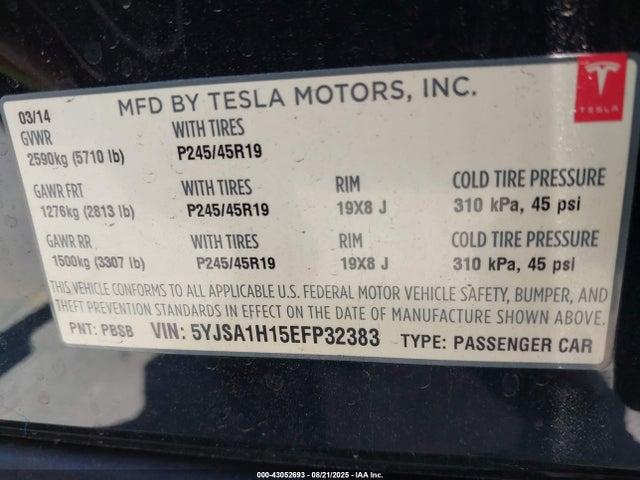 MFD BY TESLA MOTORS, INC.
TESLA
03/14
GVWR WITH TIRES
2590kg (5710 lb) P245/45R19
GAWR FRT WITH TIRES RIM COLD TIRE PRESSURE
1276kg (2813 lb) P245/45R19 19X8 J 310 kPa, 45 psi
GAWR RR WITH TIRES RIM COLD TIRE PRESSURE
1500kg (3307 lb) P245/45R19 19X8 J 310 kPa, 45 psi
THIS VEHICLE CONFORMS TO ALL APPLICABLE U.S. FEDERAL MOTOR VEHICLE SAFETY, BUMPER, AND
THEFT PREVENTION STANDARDS IN EFFECT ON THE DATE OF MANUFACTURE SHOWN ABOVE.
PNT: PBSB VIN: 5YJSA1H15EFP32383 TYPE: PASSENGER CAR
000-43052693 - 08/21/2025 - IAA Inc.